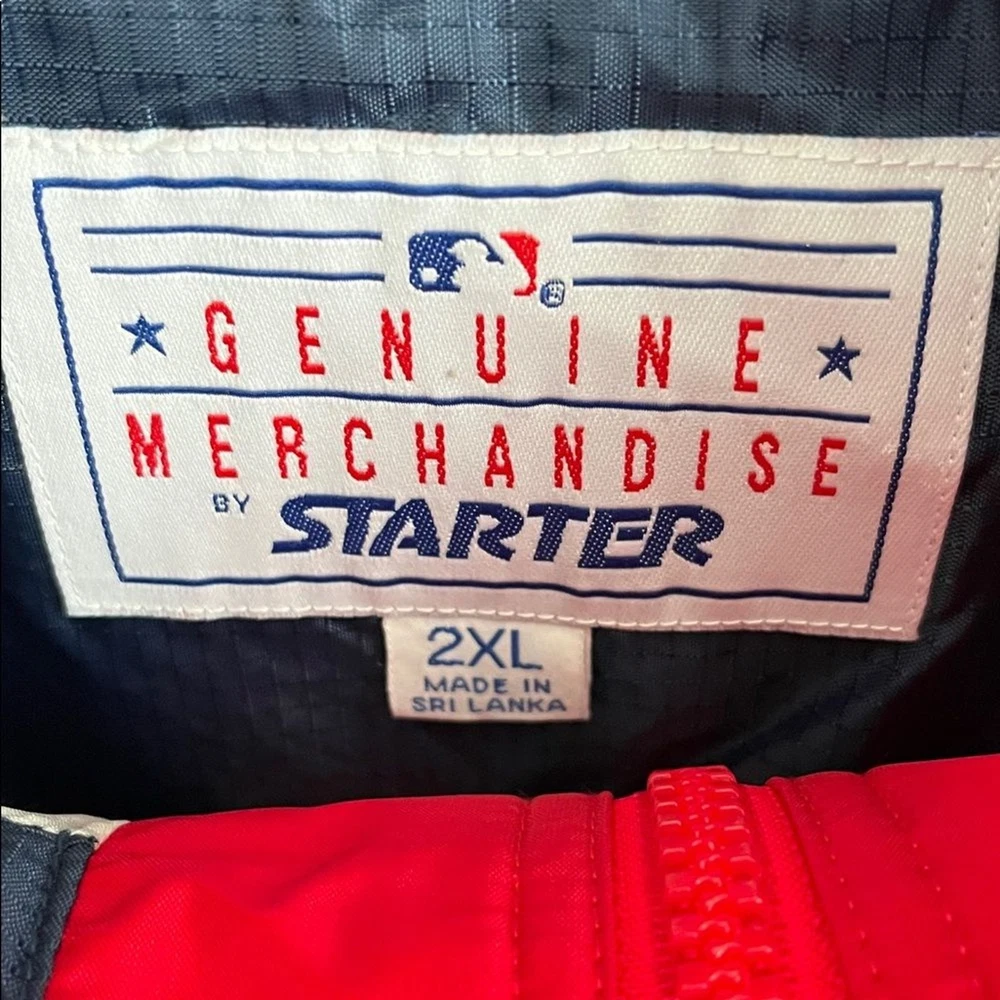 ®
GENUINE
MERCHANDISE
BY STARTER
2XL
MADE IN
SRI LANKA